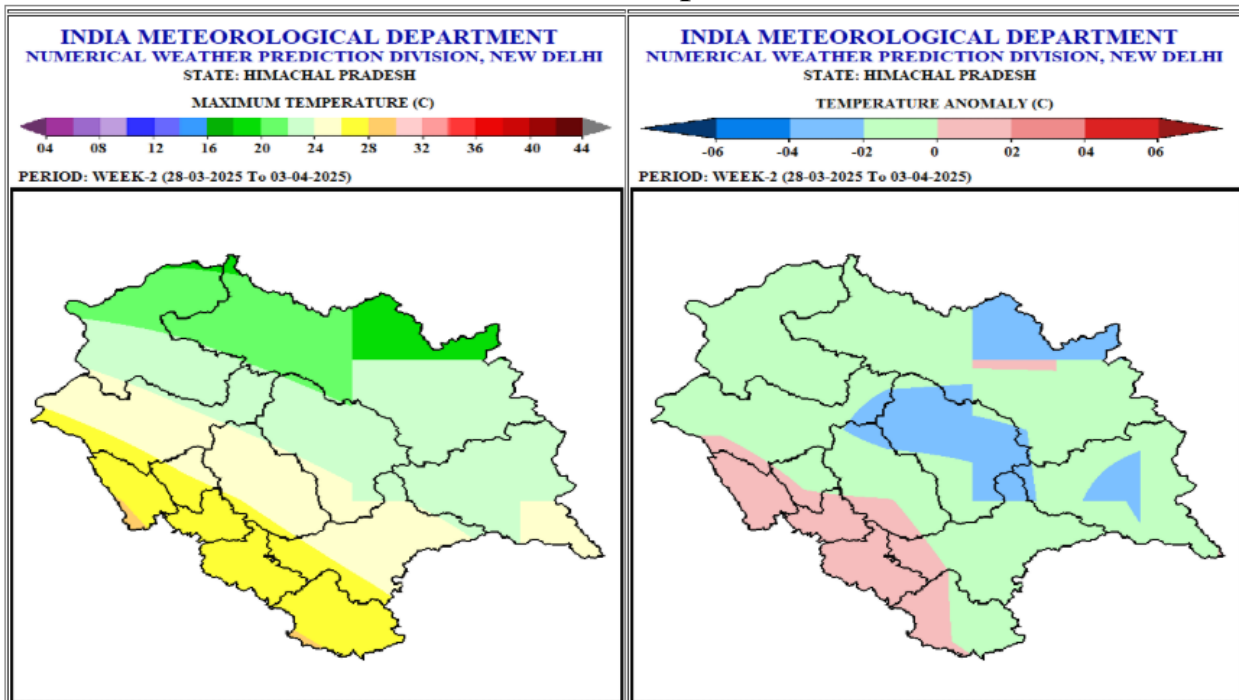 INDIA METEOROLOGICAL DEPARTMENT
NUMERICAL WEATHER PREDICTION DIVISION, NEW DELHI
STATE: HIMACHAL PRADESH
MAXIMUM TEMPERATURE (C)
04 08 12 16 20 24 28 32 36 40 44
PERIOD: WEEK-2 (28-03-2025 To 03-04-2025)
INDIA METEOROLOGICAL DEPARTMENT
NUMERICAL WEATHER PREDICTION DIVISION, NEW DELHI
STATE: HIMACHAL PRADESH
TEMPERATURE ANOMALY (C)
-06 -04 -02 0 02 04 06
PERIOD: WEEK-2 (28-03-2025 To 03-04-2025)